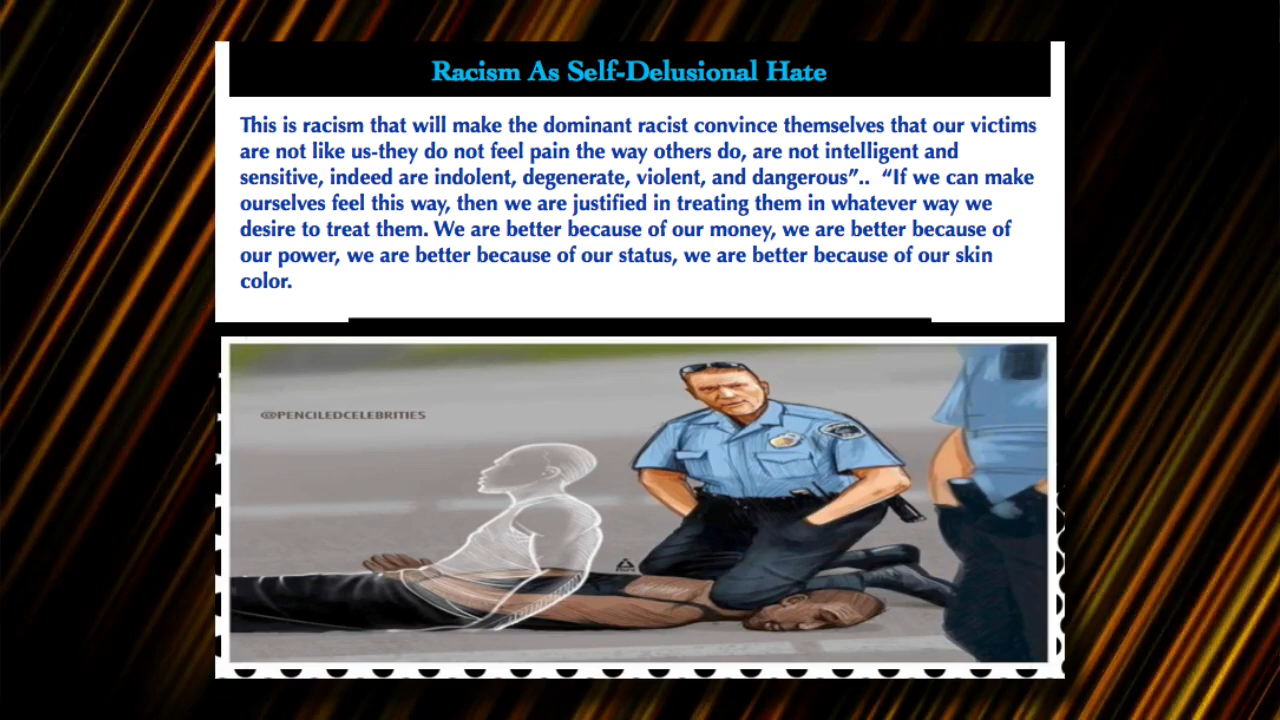 Racism As Self-Delusional Hate
This is racism that will make the dominant racist convince themselves that our victims
are not like us-they do not feel pain the way others do, are not intelligent and
sensitive, indeed are indolent, degenerate, violent, and dangerous”.. “If we can make
ourselves feel this way, then we are justified in treating them in whatever way we
desire to treat them. We are better because of our money, we are better because of
our power, we are better because of our status, we are better because of our skin
color.
@PENCILEDCELEBRITIES